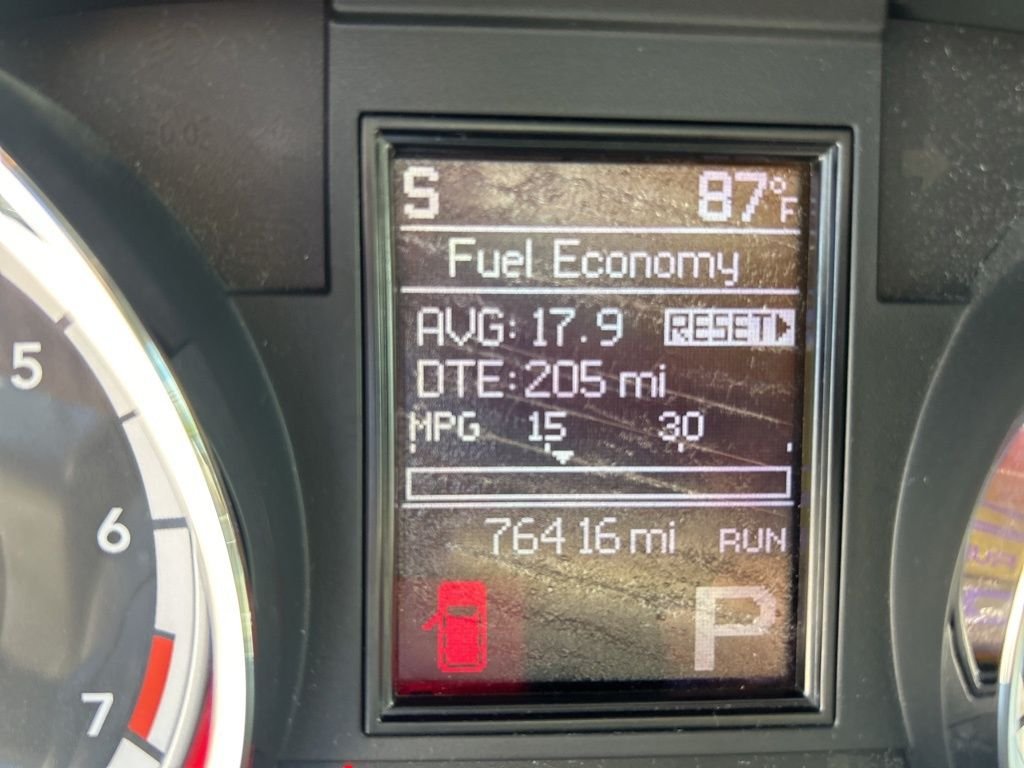 S 87°F
Fuel Economy
AVG: 17.9 RESET
DTE: 205 mi
MPG 15 30
76416 mi RUN
P
5
6
7